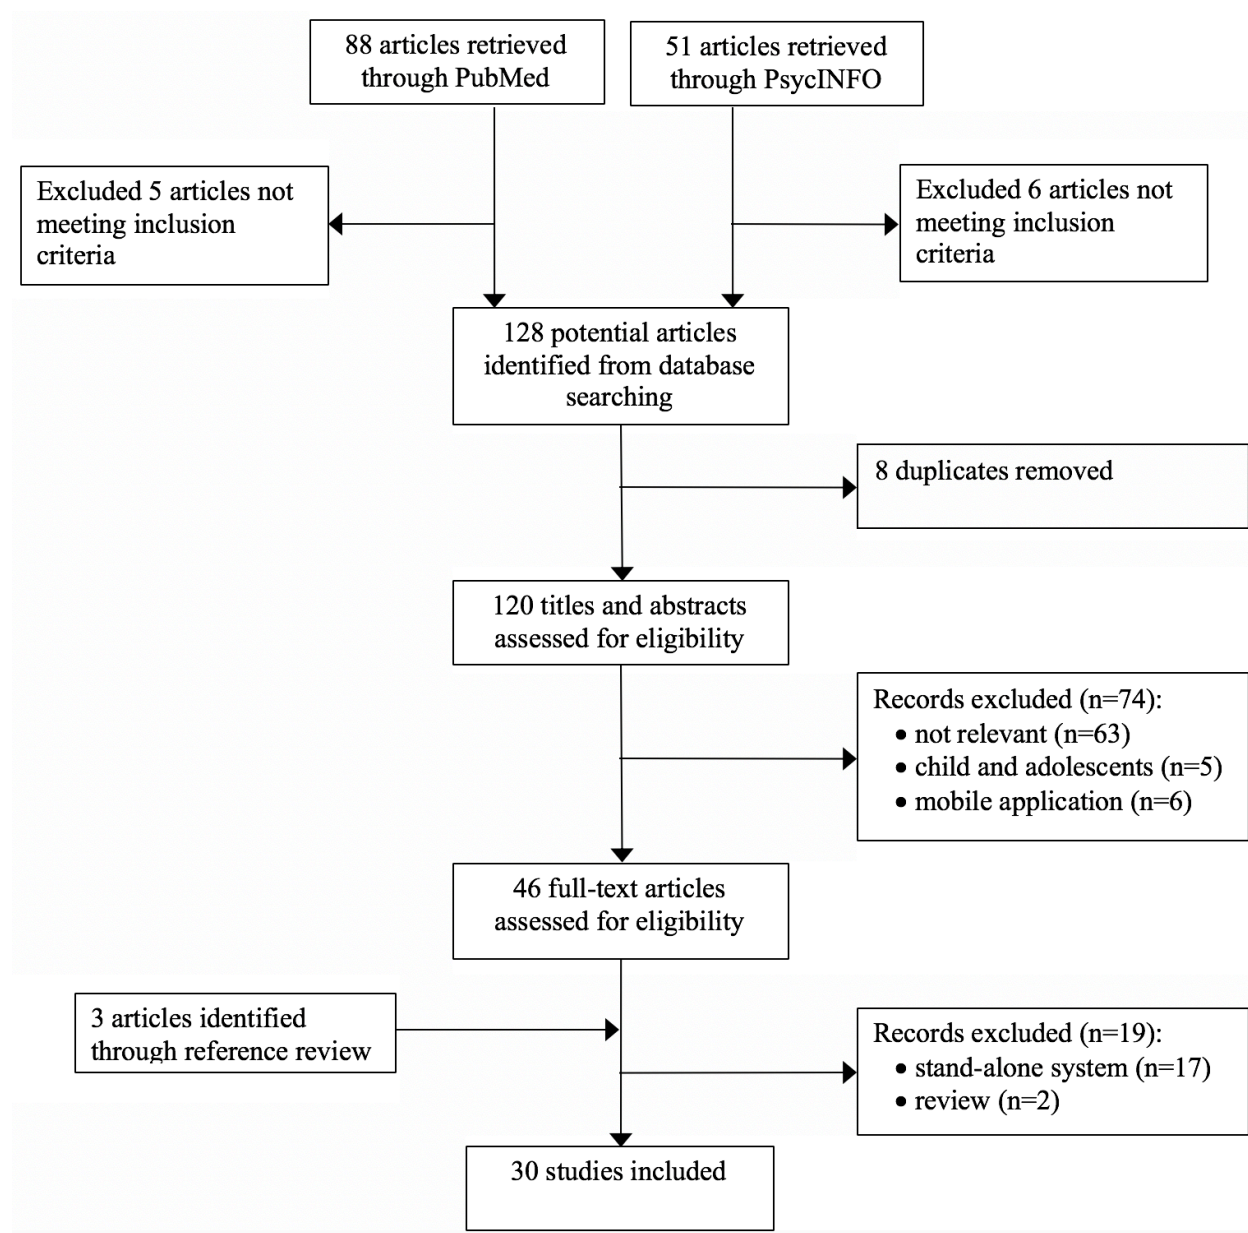 88 articles retrieved
through PubMed
51 articles retrieved
through PsycINFO
Excluded 5 articles not
meeting inclusion
criteria
Excluded 6 articles not
meeting inclusion
criteria
128 potential articles
identified from database
searching
8 duplicates removed
120 titles and abstracts
assessed for eligibility
Records excluded (n=74):
• not relevant (n=63)
• child and adolescents (n=5)
• mobile application (n=6)
46 full-text articles
assessed for eligibility
3 articles identified
through reference review
Records excluded (n=19):
• stand-alone system (n=17)
• review (n=2)
30 studies included